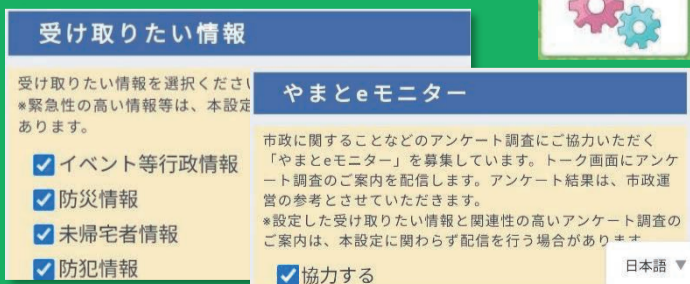 受け取りたい情報
受け取りたい情報を選択くださ
*緊急性の高い情報等は、本設定
あります。
イベント等行政情報
防災情報
未帰宅者情報
防犯情報
やまとeモニター
市政に関することなどのアンケート調査にご協力いただく
「やまとeモニター」を募集しています。トーク画面にアンケ
ート調査のご案内を配信します。アンケート結果は、市政運
営の参考とさせていただきます。
*設定した受け取りたい情報と関連性の高いアンケート調査の
ご案内は、本設定に関わらず配信を行う場合があります
協力する
日本語